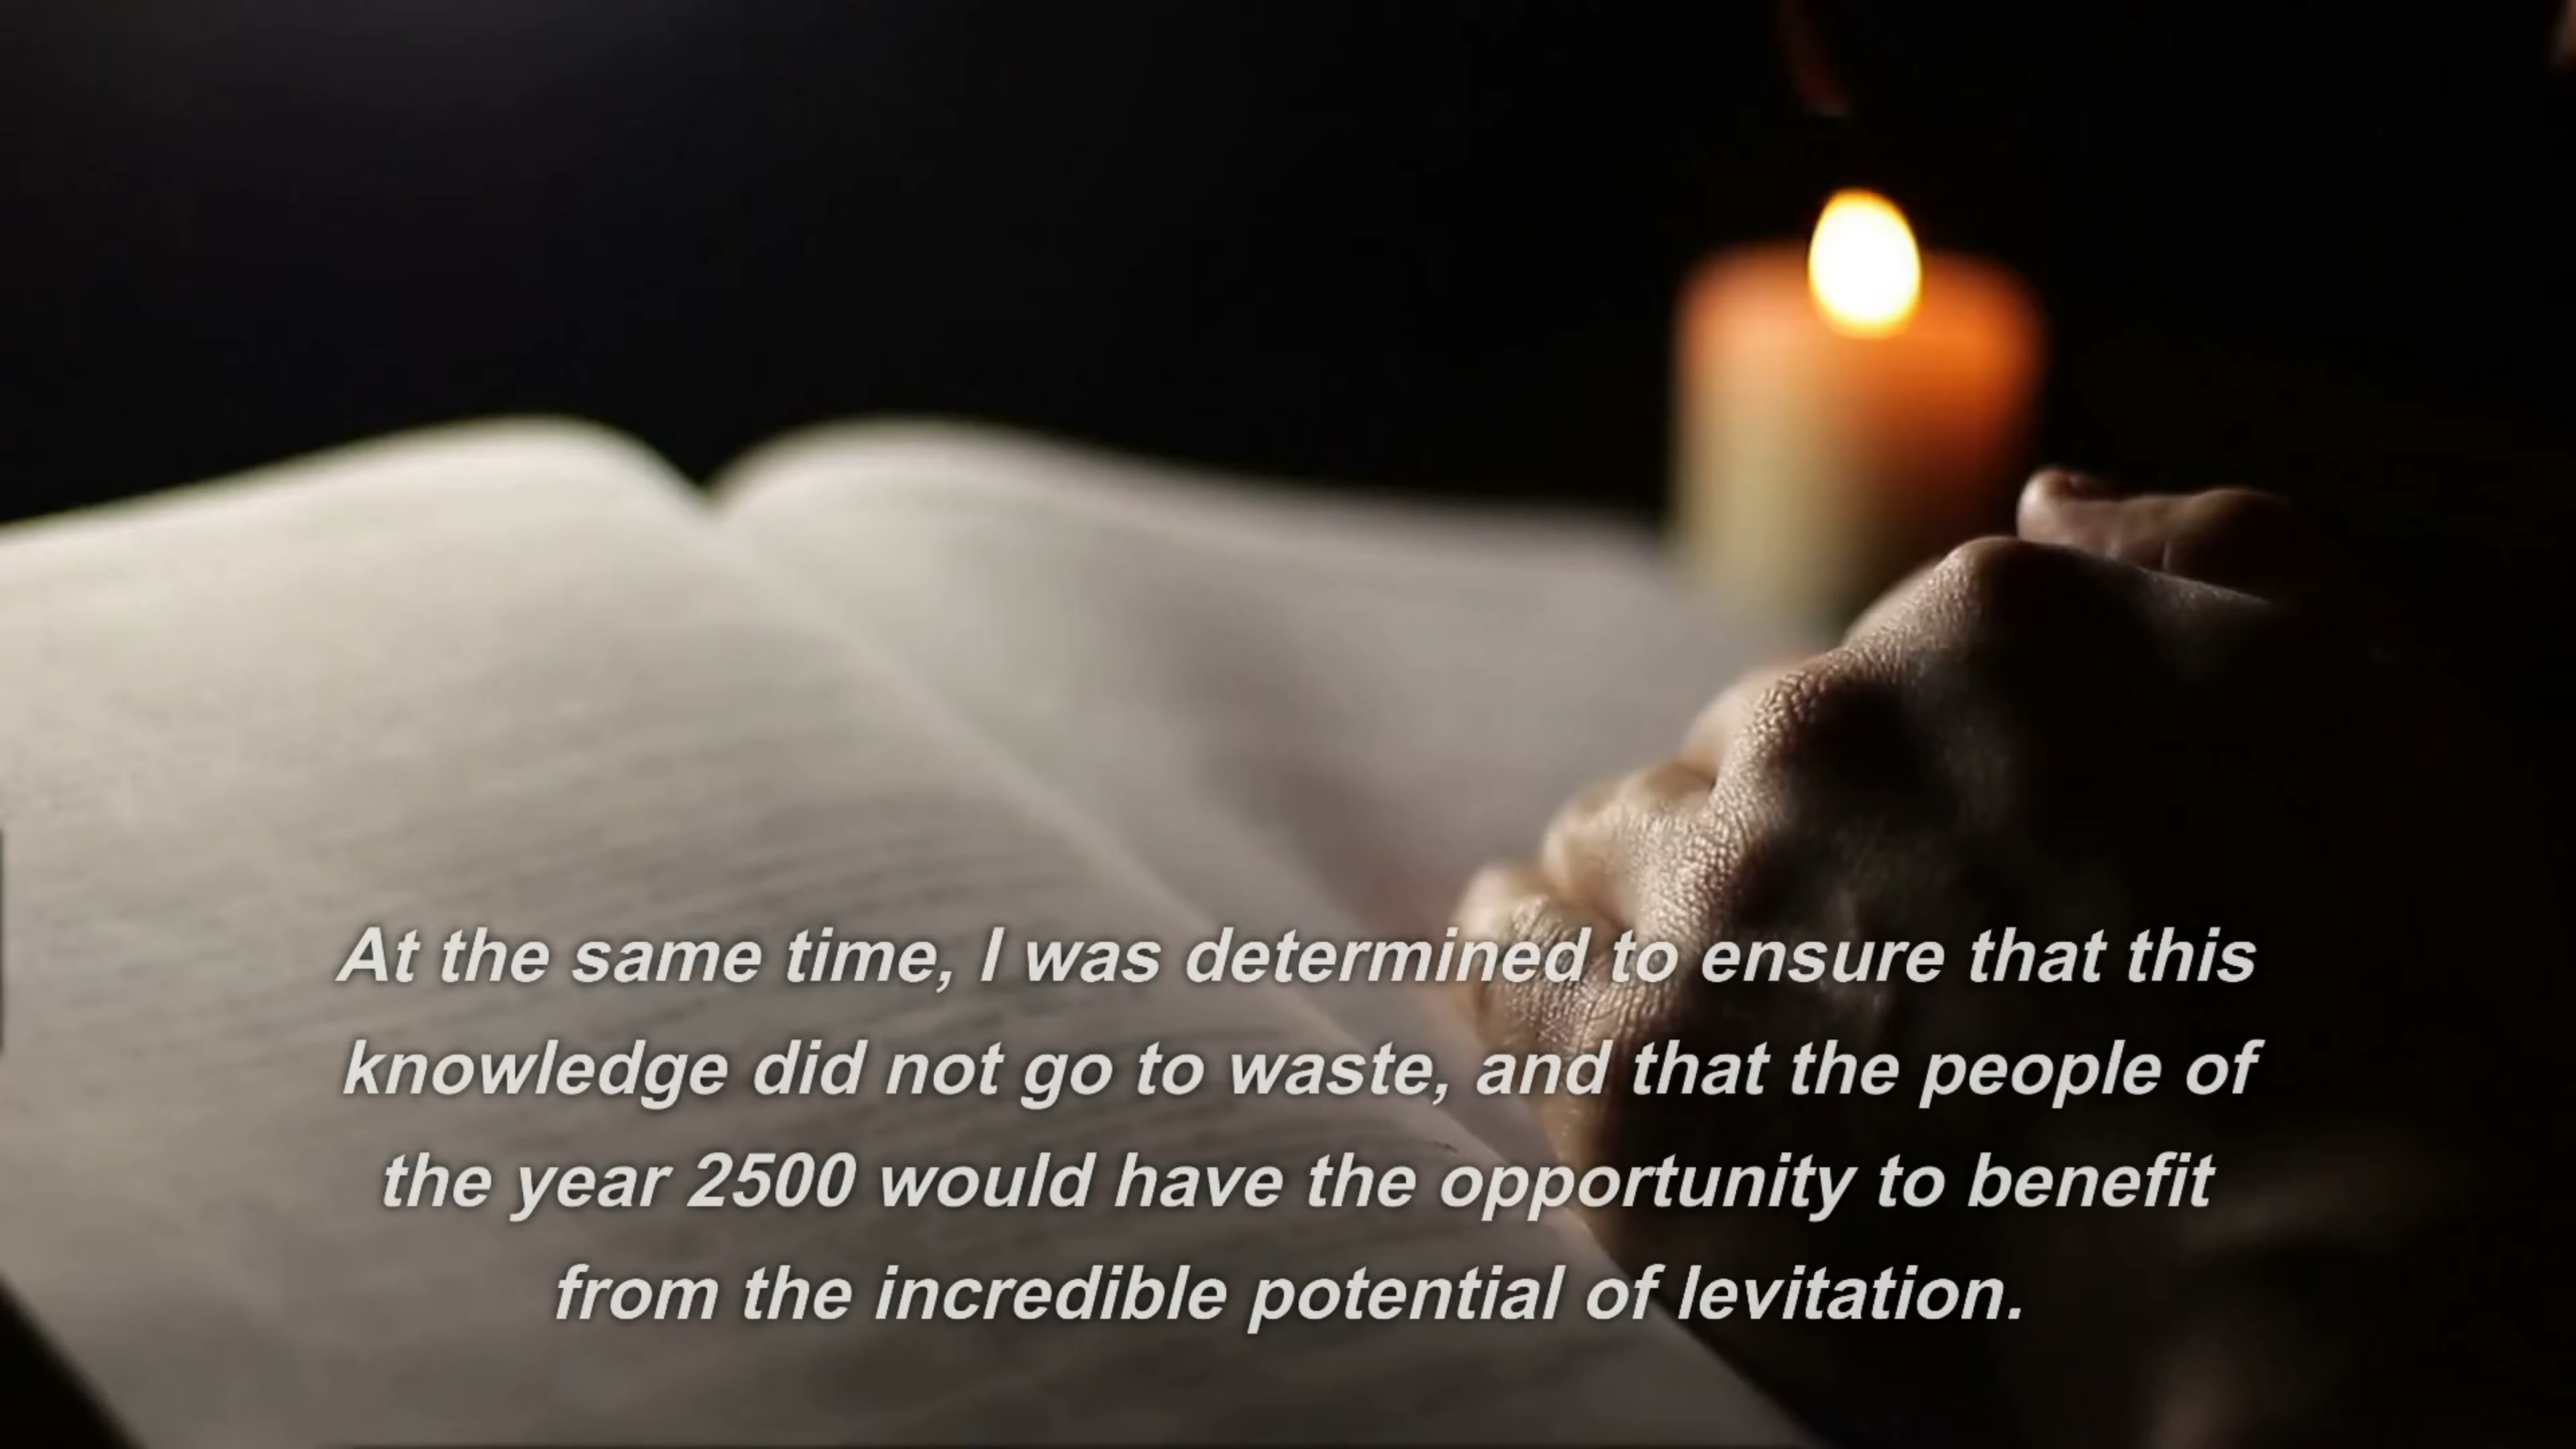 At the same time, I was determined to ensure that this
knowledge did not go to waste, and that the people of
the year 2500 would have the opportunity to benefit
from the incredible potential of levitation.